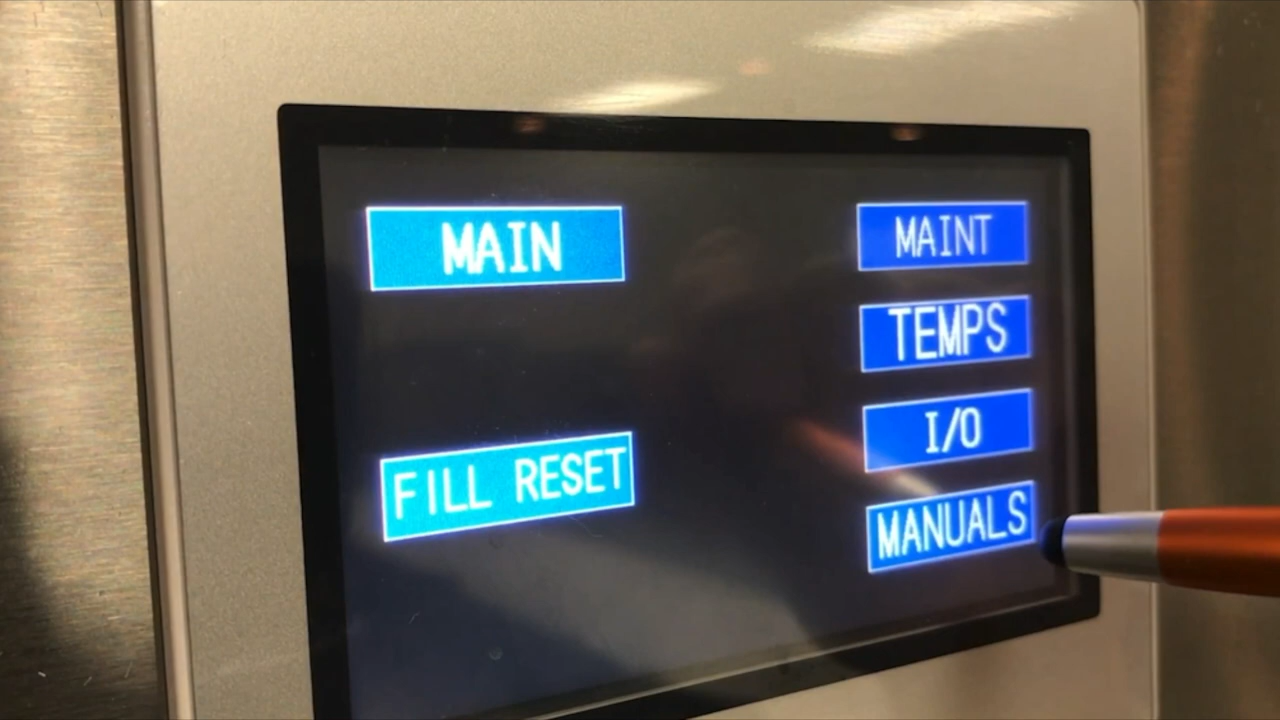 MAIN
FILL RESET
MAINT
TEMPS
I/O
MANUALS